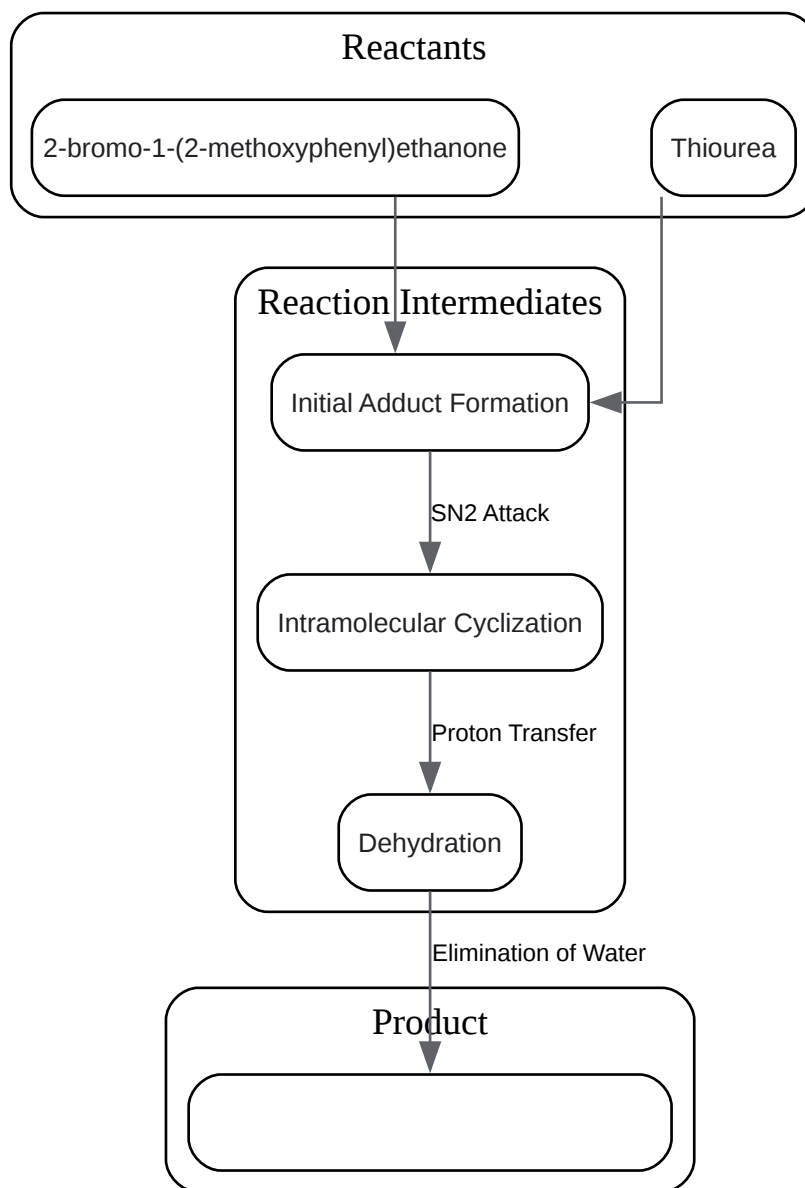 Reactants
2-bromo-1-(2-methoxyphenyl)ethanone
Thiourea
Reaction Intermediates
Initial Adduct Formation
SN2 Attack
Intramolecular Cyclization
Proton Transfer
Dehydration
Elimination of Water
Product